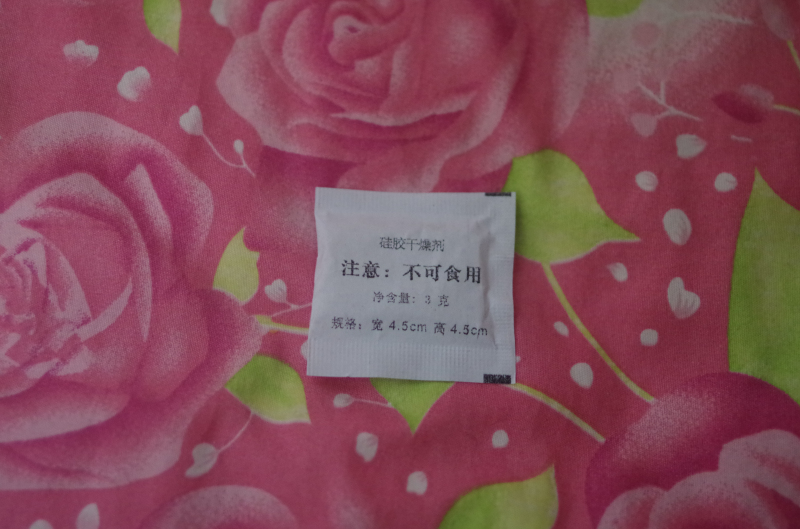 硅胶干燥剂
注意：不可食用
净含量：3 克
规格：宽 4.5cm 高 4.5cm